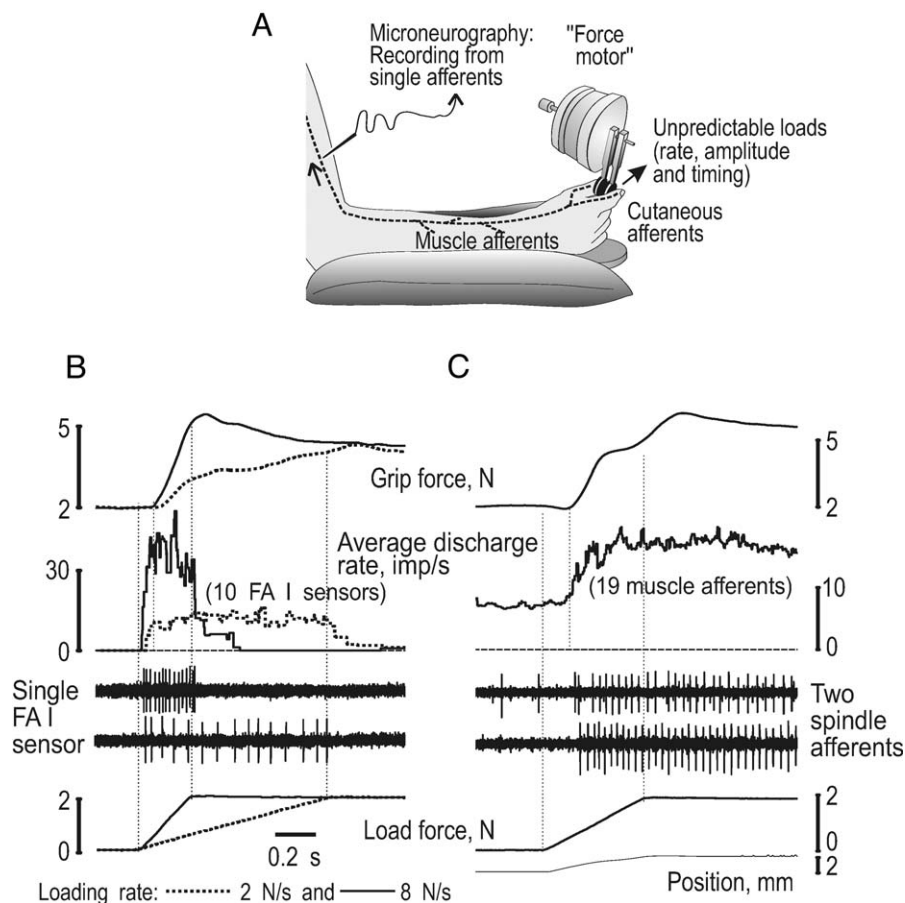 A
Microneurography:
Recording from
single afferents
"Force
motor"
Unpredictable loads
(rate, amplitude
and timing)
Cutaneous
afferents
Muscle afferents
B
5
2
Grip force, N
30
0
Average discharge
rate, imp/s
(10 FA I sensors)
Single
FA I
sensor
2
0
Load force, N
0.2 s
Loading rate: 2 N/s and 8 N/s
C
5
2
(19 muscle afferents)
10
0
Two
spindle
afferents
2
0
2
Position, mm